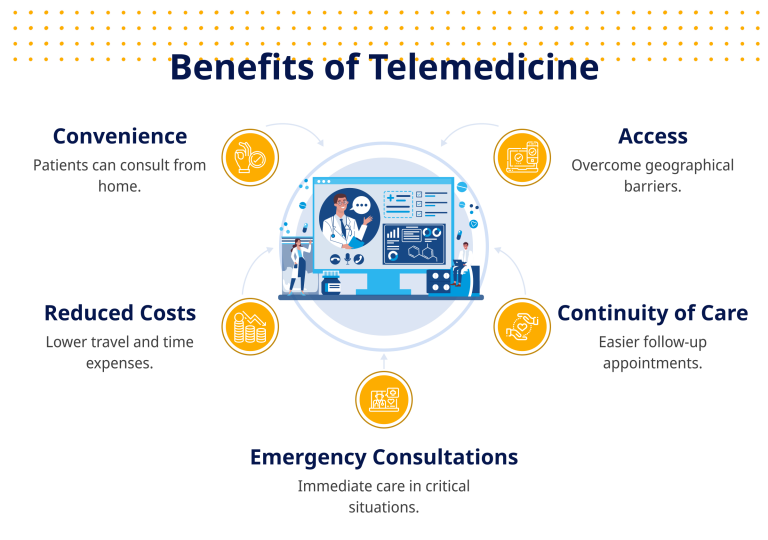 Benefits of Telemedicine
Convenience
Patients can consult from
home.
Access
Overcome geographical
barriers.
Reduced Costs
Lower travel and time
expenses.
Continuity of Care
Easier follow-up
appointments.
Emergency Consultations
Immediate care in critical
situations.